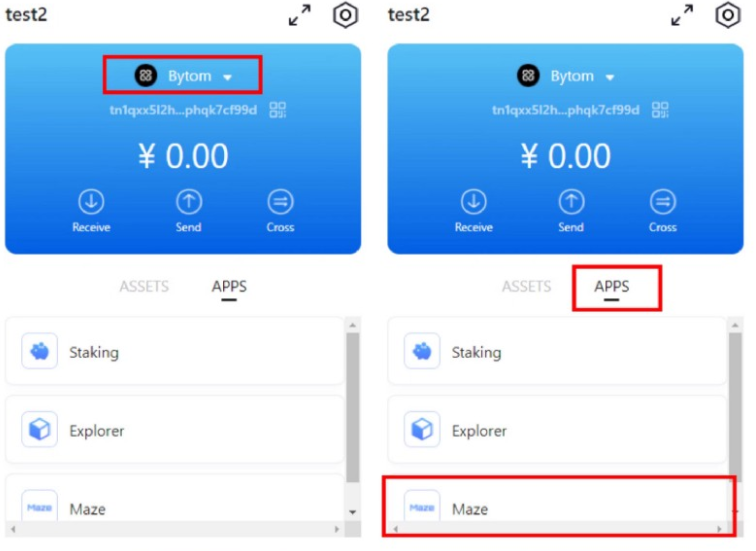 test2
Bytom
tn1qxx5l2h...phqk7cf99d
¥ 0.00
Receive Send Cross
ASSETS APPS
Staking
Explorer
Maze Maze
test2
Bytom
tn1qxx5l2h...phqk7cf99d
¥ 0.00
Receive Send Cross
ASSETS APPS
Staking
Explorer
Maze Maze